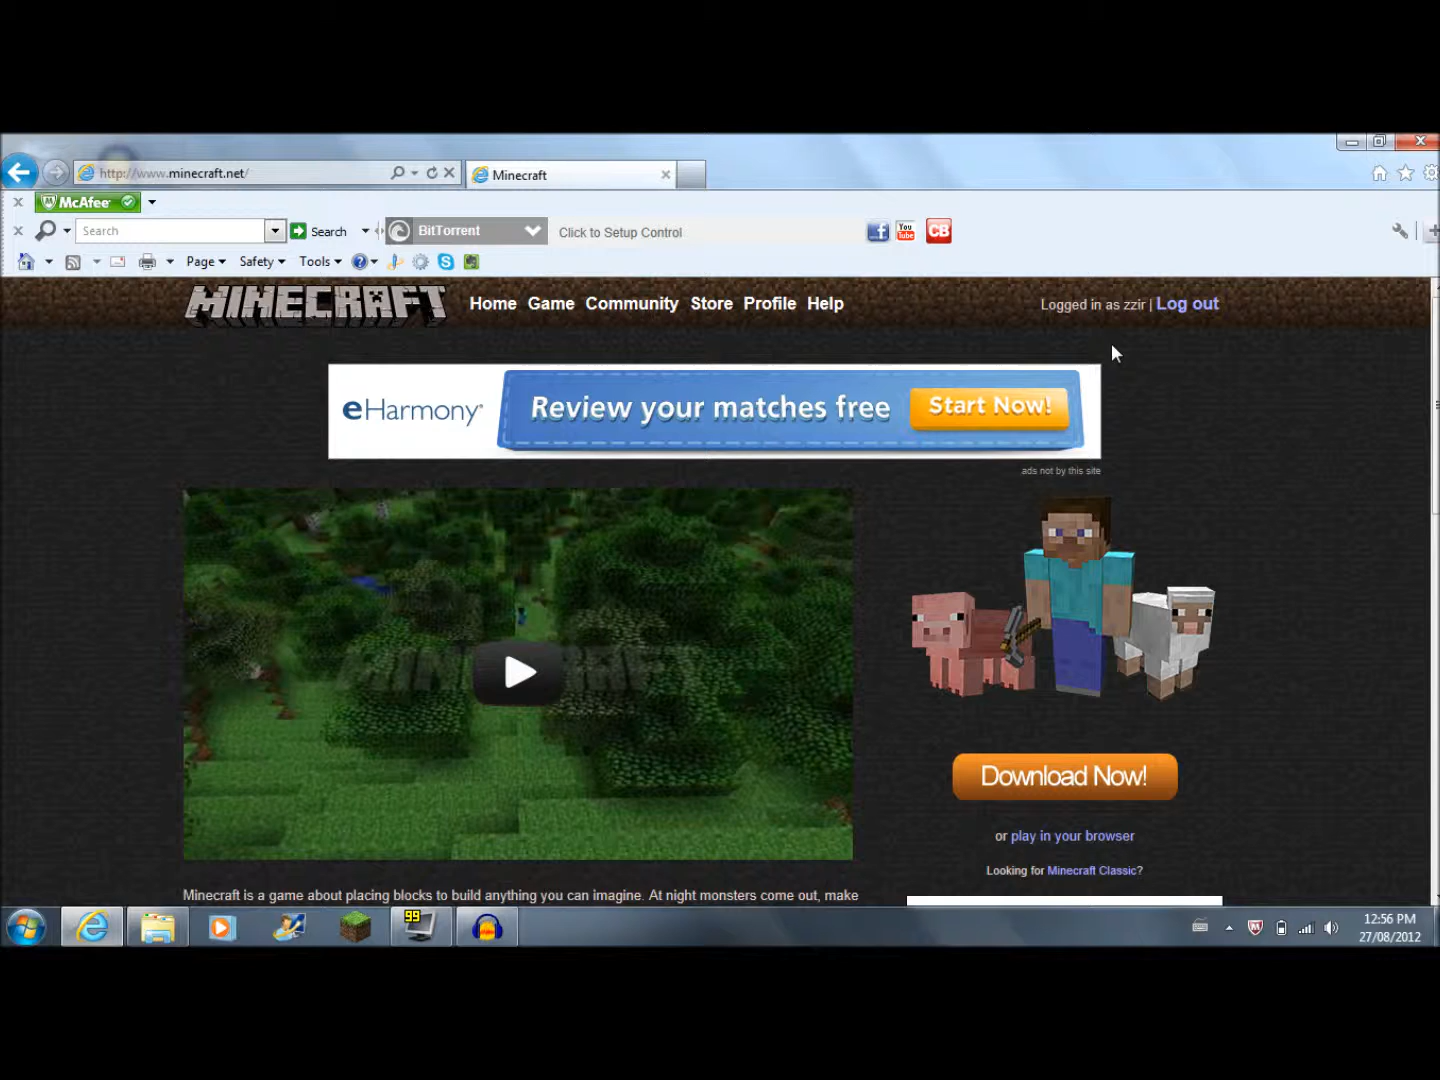 http://www.minecraft.net/
Minecraft
McAfee
Search
Search
BitTorrent
Click to Setup Control
f
You Tube
CB
Page
Safety
Tools
MINECRAFT
Home
Game
Community
Store
Profile
Help
Logged in as zzir | Log out
eHarmony
Review your matches free
Start Now!
ads not by this site
Download Now!
or play in your browser
Looking for Minecraft Classic?
Minecraft is a game about placing blocks to build anything you can imagine. At night monsters come out, make
99
12:56 PM
27/08/2012